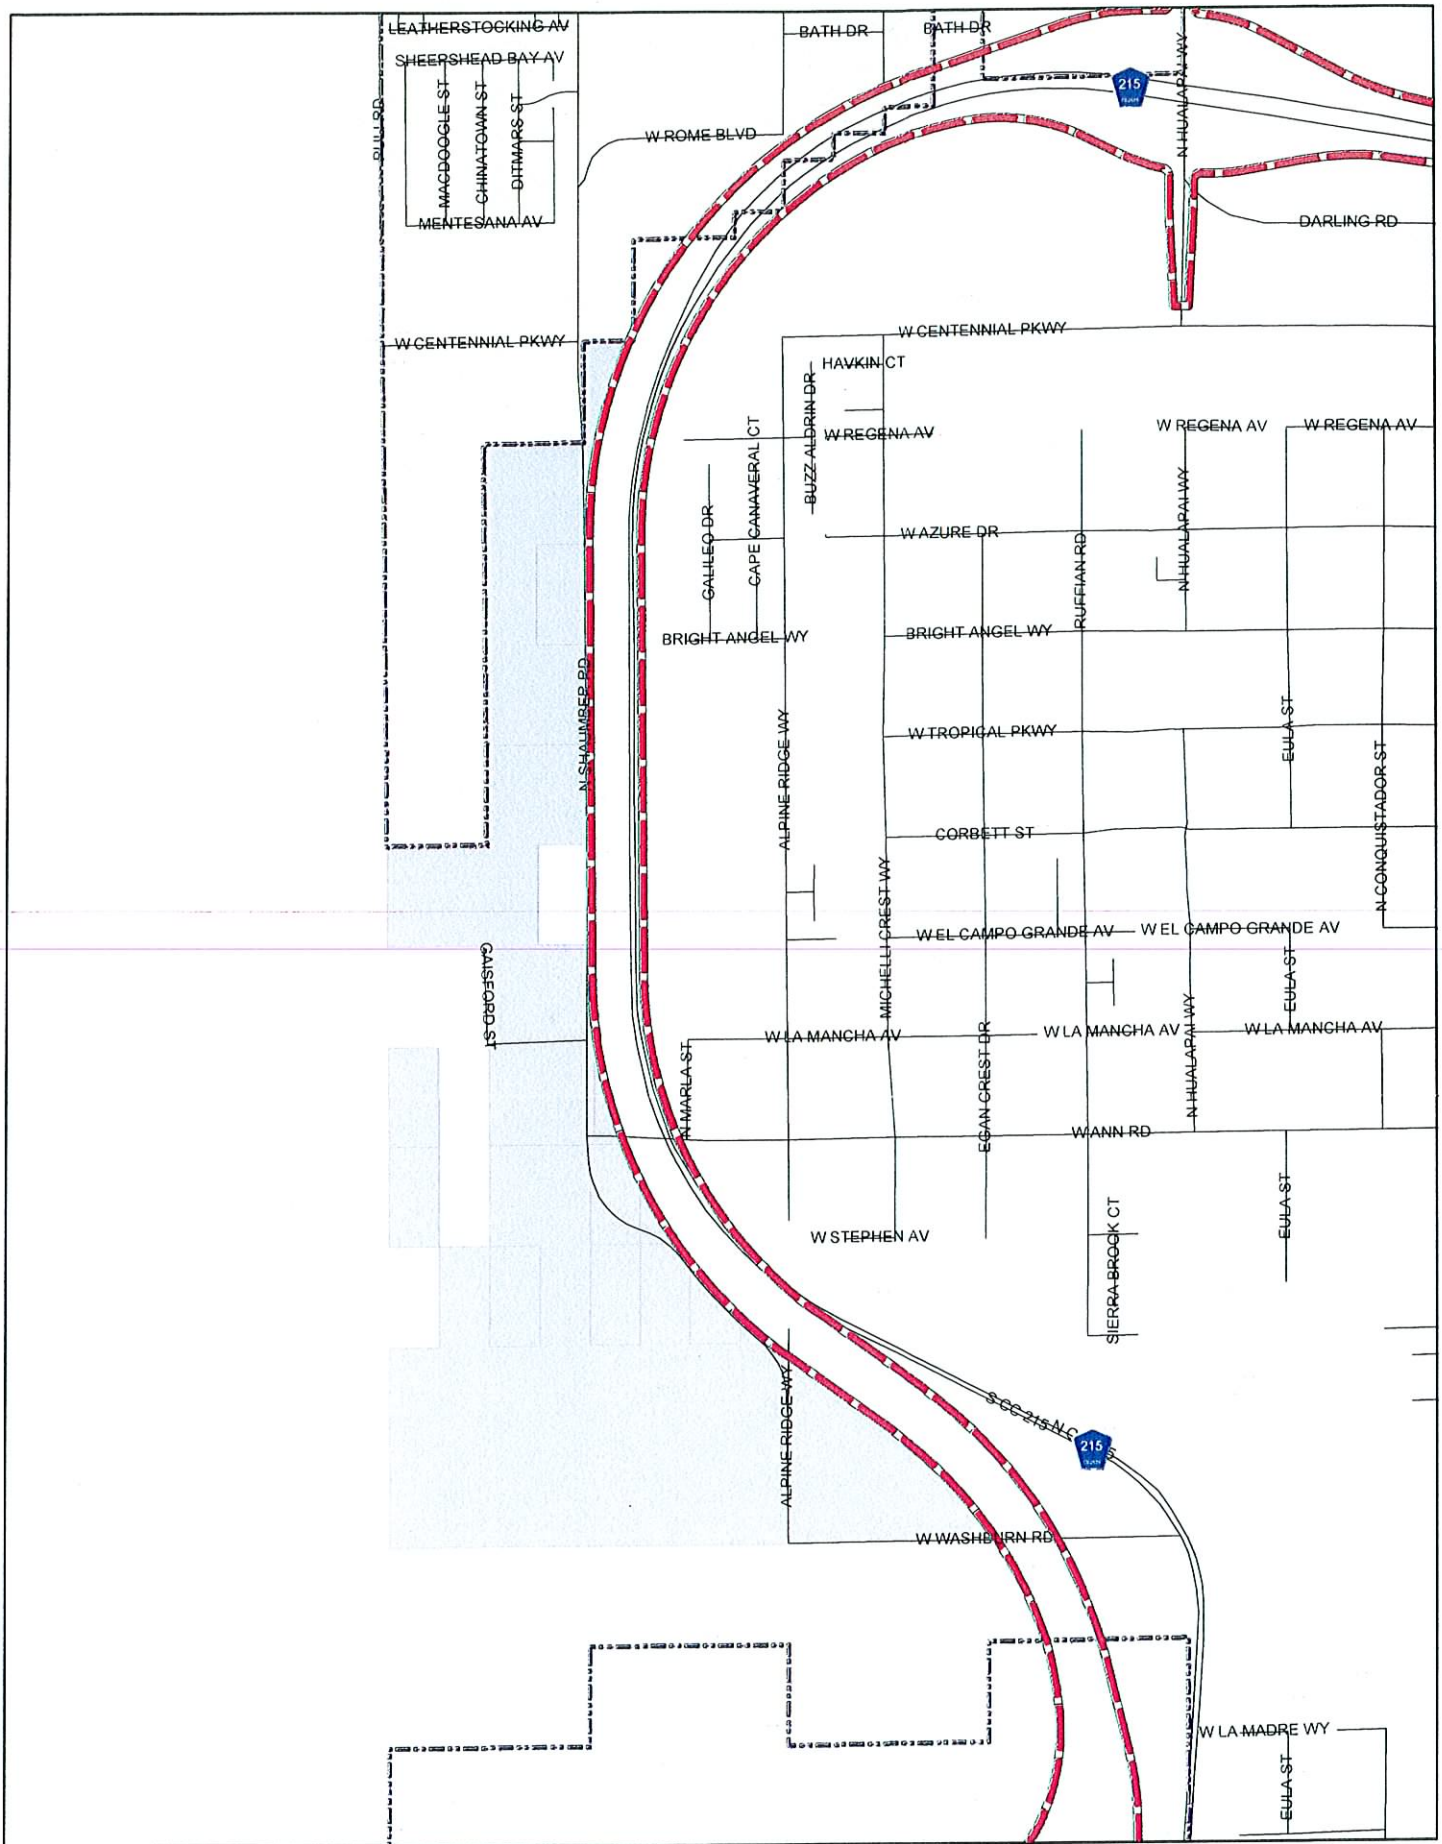 LEATHERSTOCKING AV
BATH DR
BATH DR
SHEEPSHEAD BAY AV
215
PULI RD
MACDOOGLE ST
CHINATOWN ST
DITMARS ST
W ROME BLVD
N HUALAPAI WY
MENTESANA AV
DARLING RD
W CENTENNIAL PKWY
W CENTENNIAL PKWY
HAVKIN CT
BUZZ ALDRIN DR
CAPE CANAVERAL CT
W REGENA AV
W REGENA AV
W REGENA AV
GALILEO DR
W AZURE DR
N HUALAPAI WY
RUFFIAN RD
BRIGHT ANGEL WY
BRIGHT ANGEL WY
N SHAUMBER RD
ALPINE RIDGE WY
W TROPICAL PKWY
EULA ST
N CONQUISTADOR ST
CORBETT ST
MICHELLI CREST WY
W EL CAMPO GRANDE AV
W EL CAMPO GRANDE AV
GAISFORD ST
EULA ST
W LA MANCHA AV
W LA MANCHA AV
W LA MANCHA AV
N MARLA ST
EGAN CREST DR
N HUALAPAI WY
W ANN RD
W STEPHEN AV
SIERRA BROOK CT
EULA ST
ALPINE RIDGE WY
S CC 215 N C
215
W WASHBURN RD
W LA MADRE WY
EULA ST